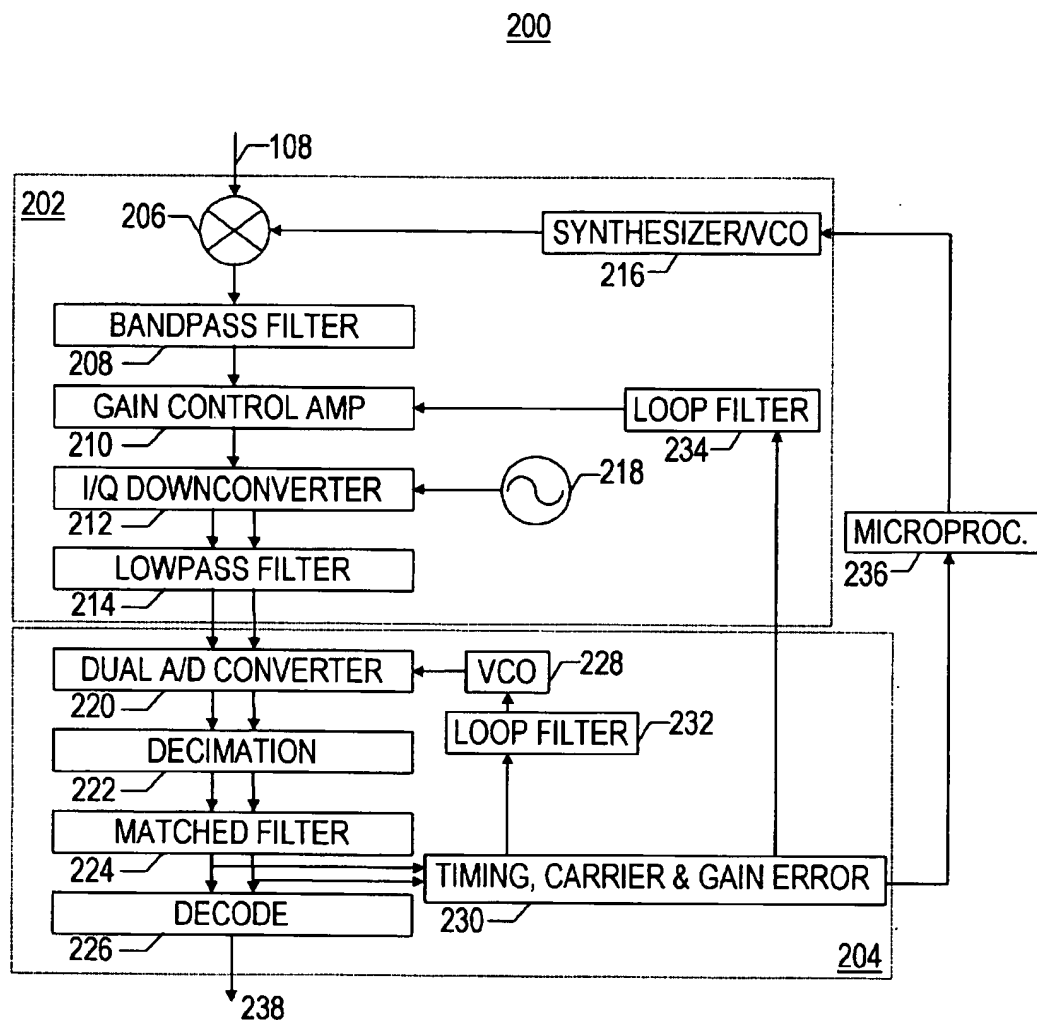 200
108
202
206
SYNTHESIZER/VCO
216
BANDPASS FILTER
208
GAIN CONTROL AMP
210
LOOP FILTER
234
I/Q DOWNCONVERTER
212
218
MICROPROC.
236
LOWPASS FILTER
214
DUAL A/D CONVERTER
220
VCO
228
LOOP FILTER
232
DECIMATION
222
MATCHED FILTER
224
TIMING, CARRIER & GAIN ERROR
230
DECODE
226
204
238